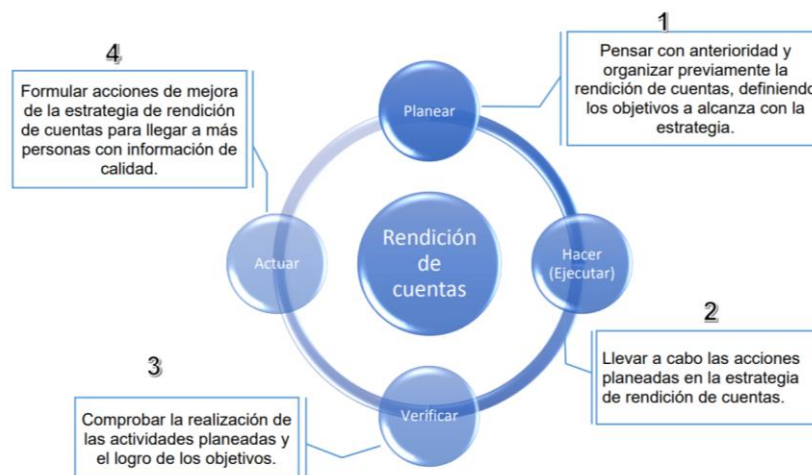 1
Pensar con anterioridad y
organizar previamente la
rendición de cuentas, definiendo
los objetivos a alcanza con la
estrategia.
Planear
4
Formular acciones de mejora
de la estrategia de rendición
de cuentas para llegar a más
personas con información de
calidad.
Rendición
de
cuentas
Actuar
Hacer
(Ejecutar)
2
Llevar a cabo las acciones
planeadas en la estrategia
de rendición de cuentas.
3
Comprobar la realización de
las actividades planeadas y
el logro de los objetivos.
Verificar